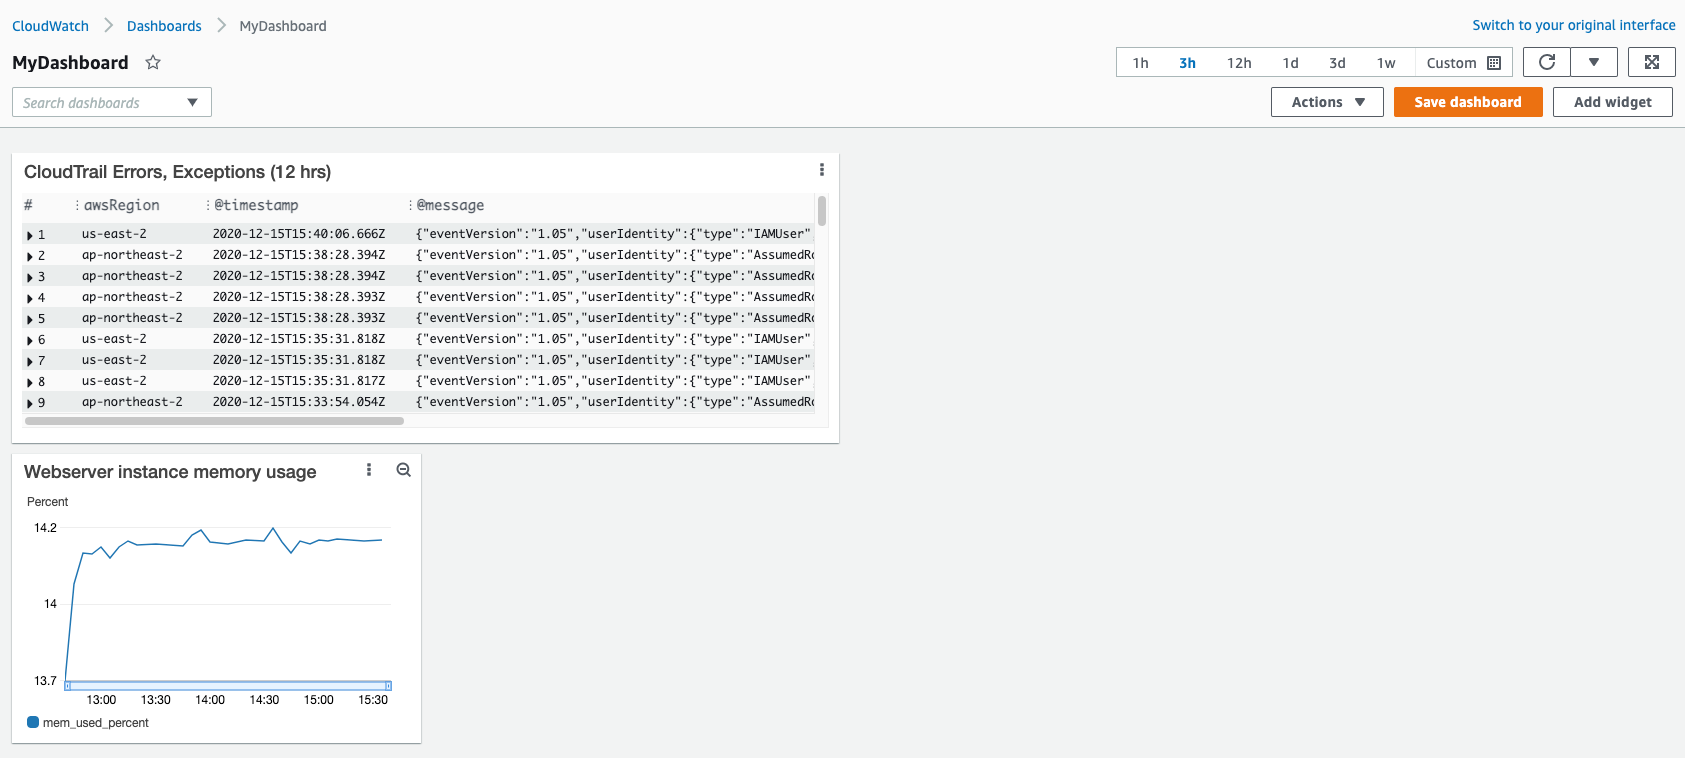 CloudWatch Dashboards MyDashboard
Switch to your original interface
MyDashboard
1h 3h 12h 1d 3d 1w Custom
Search dashboards
Actions Save dashboard Add widget
CloudTrail Errors, Exceptions (12 hrs)
# awsRegion @timestamp @message
1 us-east-2 2020-12-15T15:40:06.666Z {"eventVersion":"1.05","userIdentity":{"type":"IAMUser",
2 ap-northeast-2 2020-12-15T15:38:28.394Z {"eventVersion":"1.05","userIdentity":{"type":"AssumedRo
3 ap-northeast-2 2020-12-15T15:38:28.394Z {"eventVersion":"1.05","userIdentity":{"type":"AssumedRo
4 ap-northeast-2 2020-12-15T15:38:28.393Z {"eventVersion":"1.05","userIdentity":{"type":"AssumedRo
5 ap-northeast-2 2020-12-15T15:38:28.393Z {"eventVersion":"1.05","userIdentity":{"type":"AssumedRo
6 us-east-2 2020-12-15T15:35:31.818Z {"eventVersion":"1.05","userIdentity":{"type":"IAMUser",
7 us-east-2 2020-12-15T15:35:31.818Z {"eventVersion":"1.05","userIdentity":{"type":"IAMUser",
8 us-east-2 2020-12-15T15:35:31.817Z {"eventVersion":"1.05","userIdentity":{"type":"IAMUser",
9 ap-northeast-2 2020-12-15T15:33:54.054Z {"eventVersion":"1.05","userIdentity":{"type":"AssumedRo
Webserver instance memory usage
Percent
14.2
14
13.7
13:00 13:30 14:00 14:30 15:00 15:30
mem_used_percent